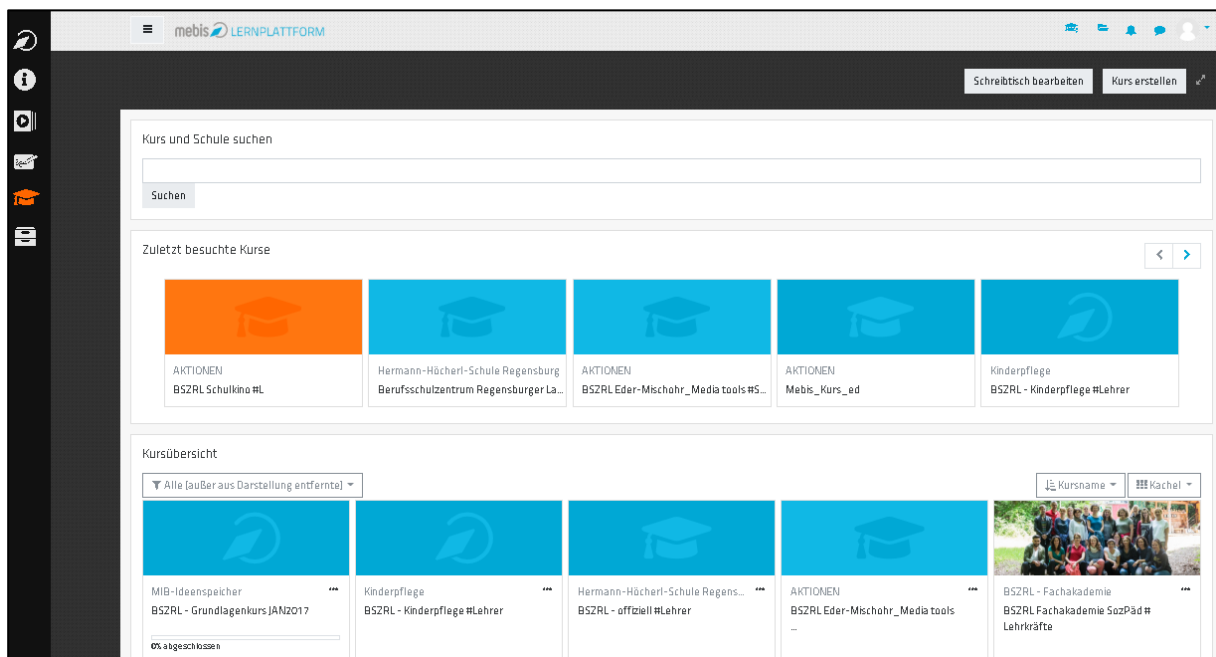 mebis LERNPLATTFORM
Schreibtisch bearbeiten
Kurs erstellen
Kurs und Schule suchen
Suchen
Zuletzt besuchte Kurse
AKTIONEN
BSZRL Schulkino #L
Hermann-Höcherl-Schule Regensburg
Berufsschulzentrum Regensburger La...
AKTIONEN
BSZRL Eder-Mischohr_Media tools #S...
AKTIONEN
Mebis_Kurs_ed
Kinderpflege
BSZRL - Kinderpflege #Lehrer
Kursübersicht
Alle [außer aus Darstellung entfernte]
Kursname
Kachel
MIB-Ideenspeicher
BSZRL - Grundlagenkurs JAN2017
0% abgeschlossen
Kinderpflege
BSZRL - Kinderpflege #Lehrer
Hermann-Höcherl-Schule Regens...
BSZRL - offiziell #Lehrer
AKTIONEN
BSZRL Eder-Mischohr_Media tools
...
BSZRL - Fachakademie
BSZRL Fachakademie SozPäd #
Lehrkräfte